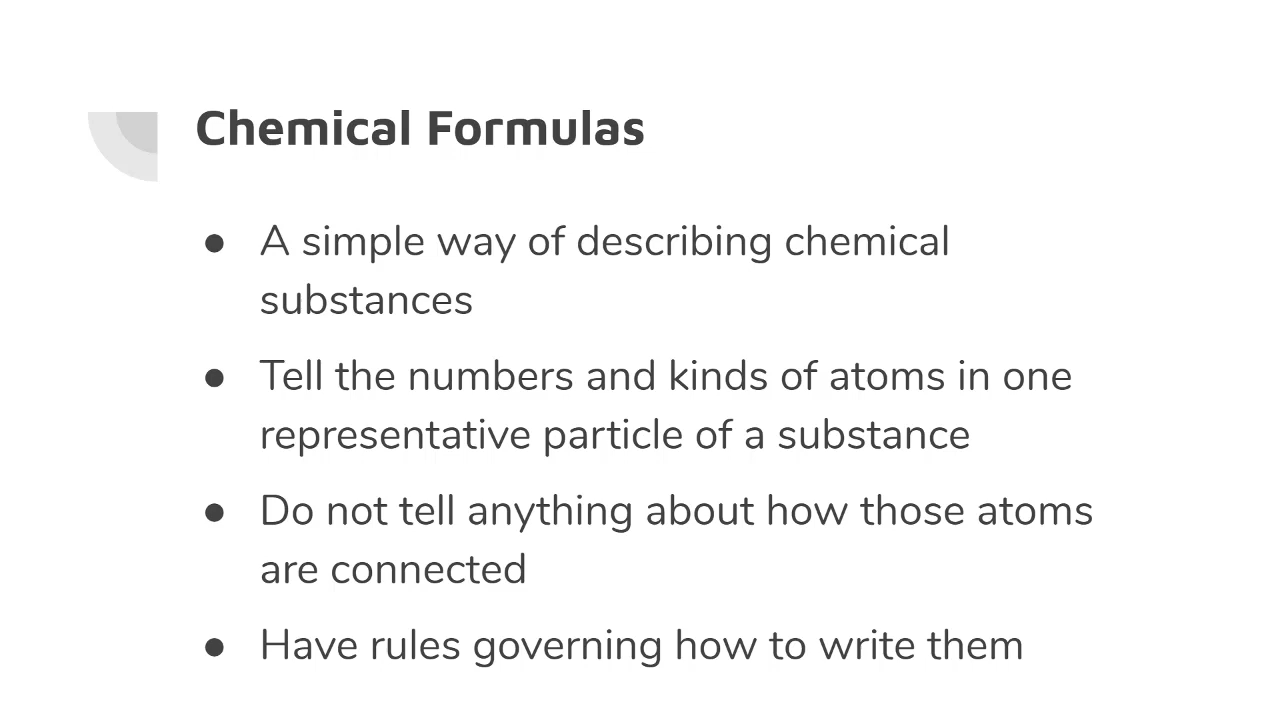 Chemical Formulas
● A simple way of describing chemical
substances
● Tell the numbers and kinds of atoms in one
representative particle of a substance
● Do not tell anything about how those atoms
are connected
● Have rules governing how to write them